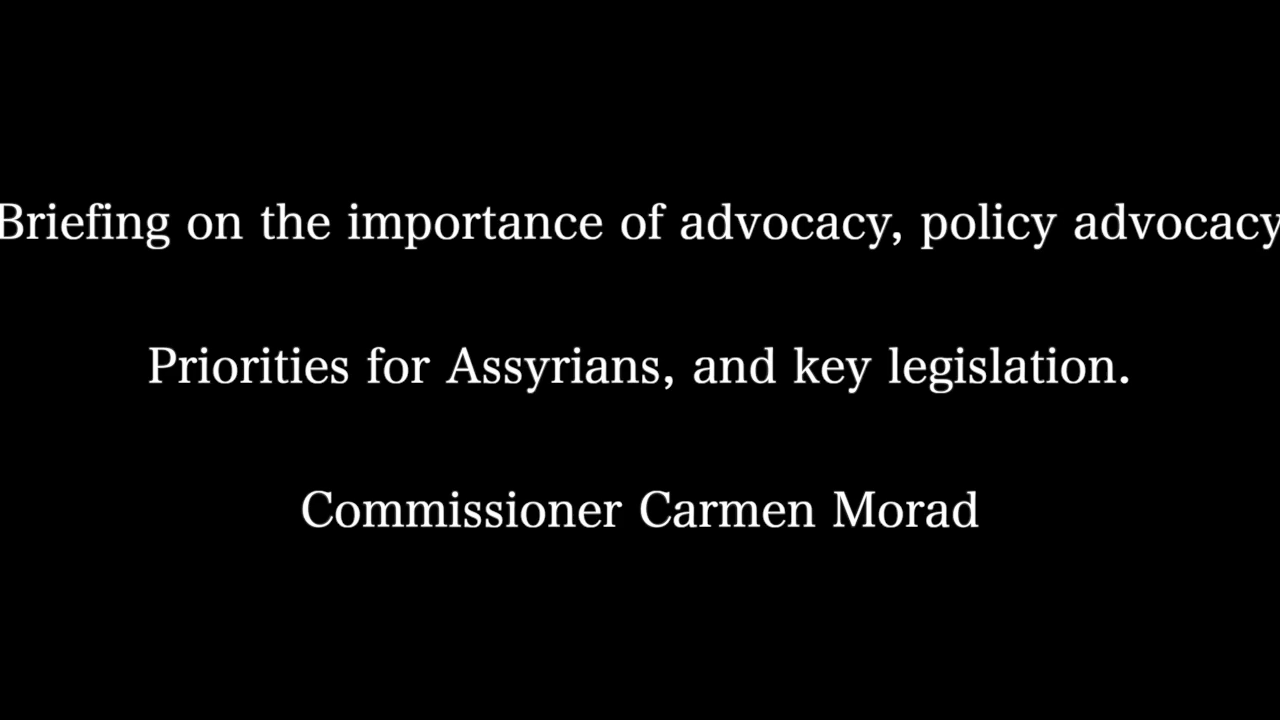 Briefing on the importance of advocacy, policy advocacy
Priorities for Assyrians, and key legislation.
Commissioner Carmen Morad